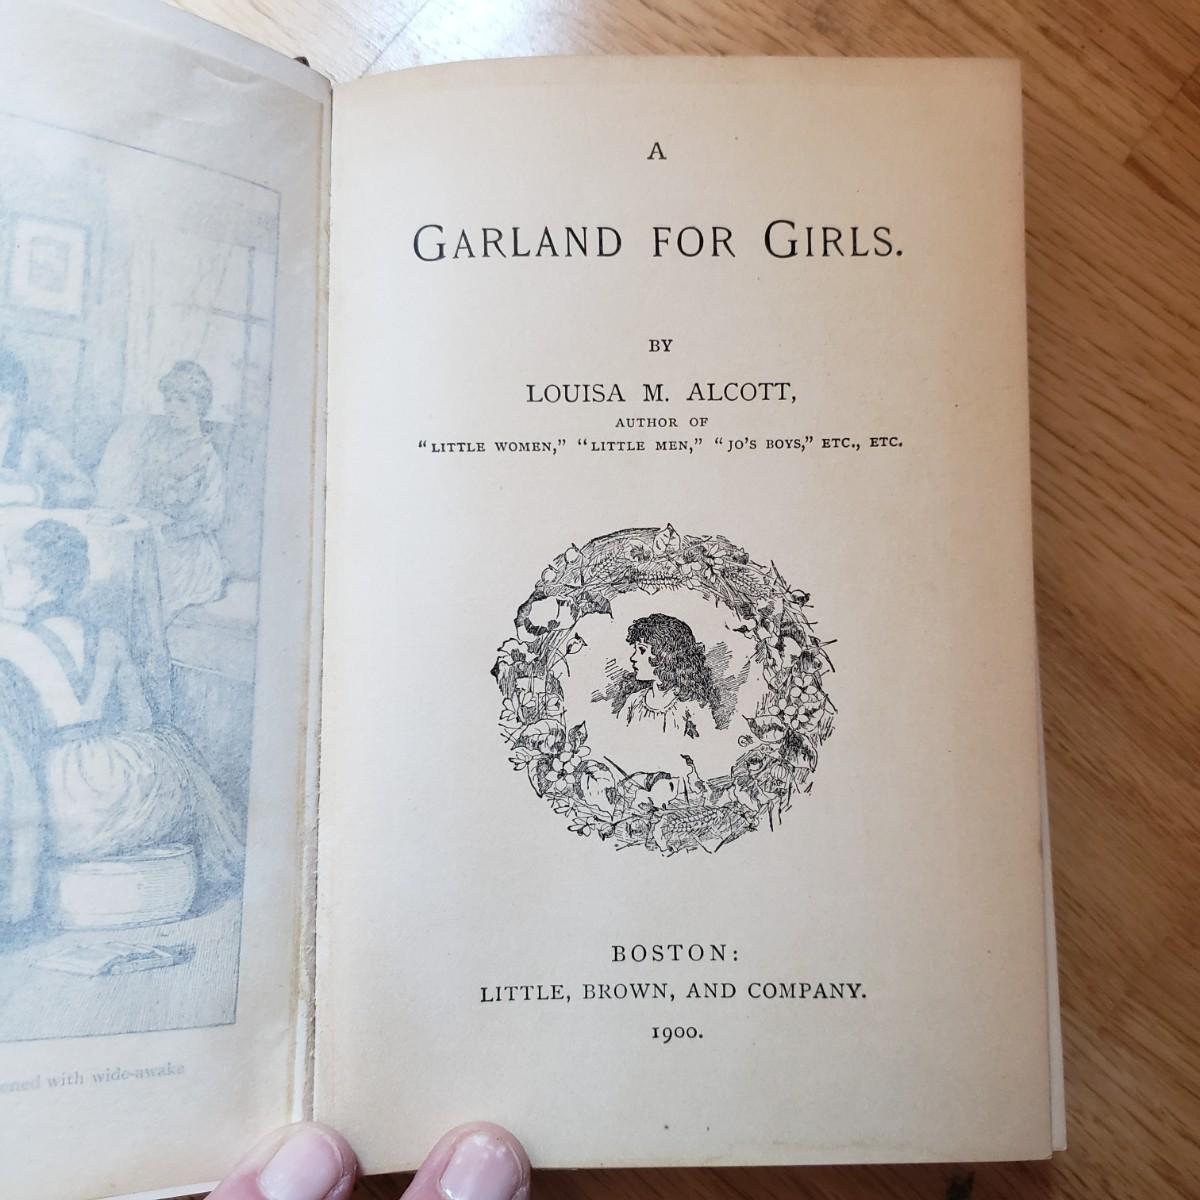 A
GARLAND FOR GIRLS.
BY
LOUISA M. ALCOTT,
AUTHOR OF
“LITTLE WOMEN,” “LITTLE MEN,” “JO'S BOYS,” ETC., ETC.
BOSTON:
LITTLE, BROWN, AND COMPANY.
1900.
with wide-awake